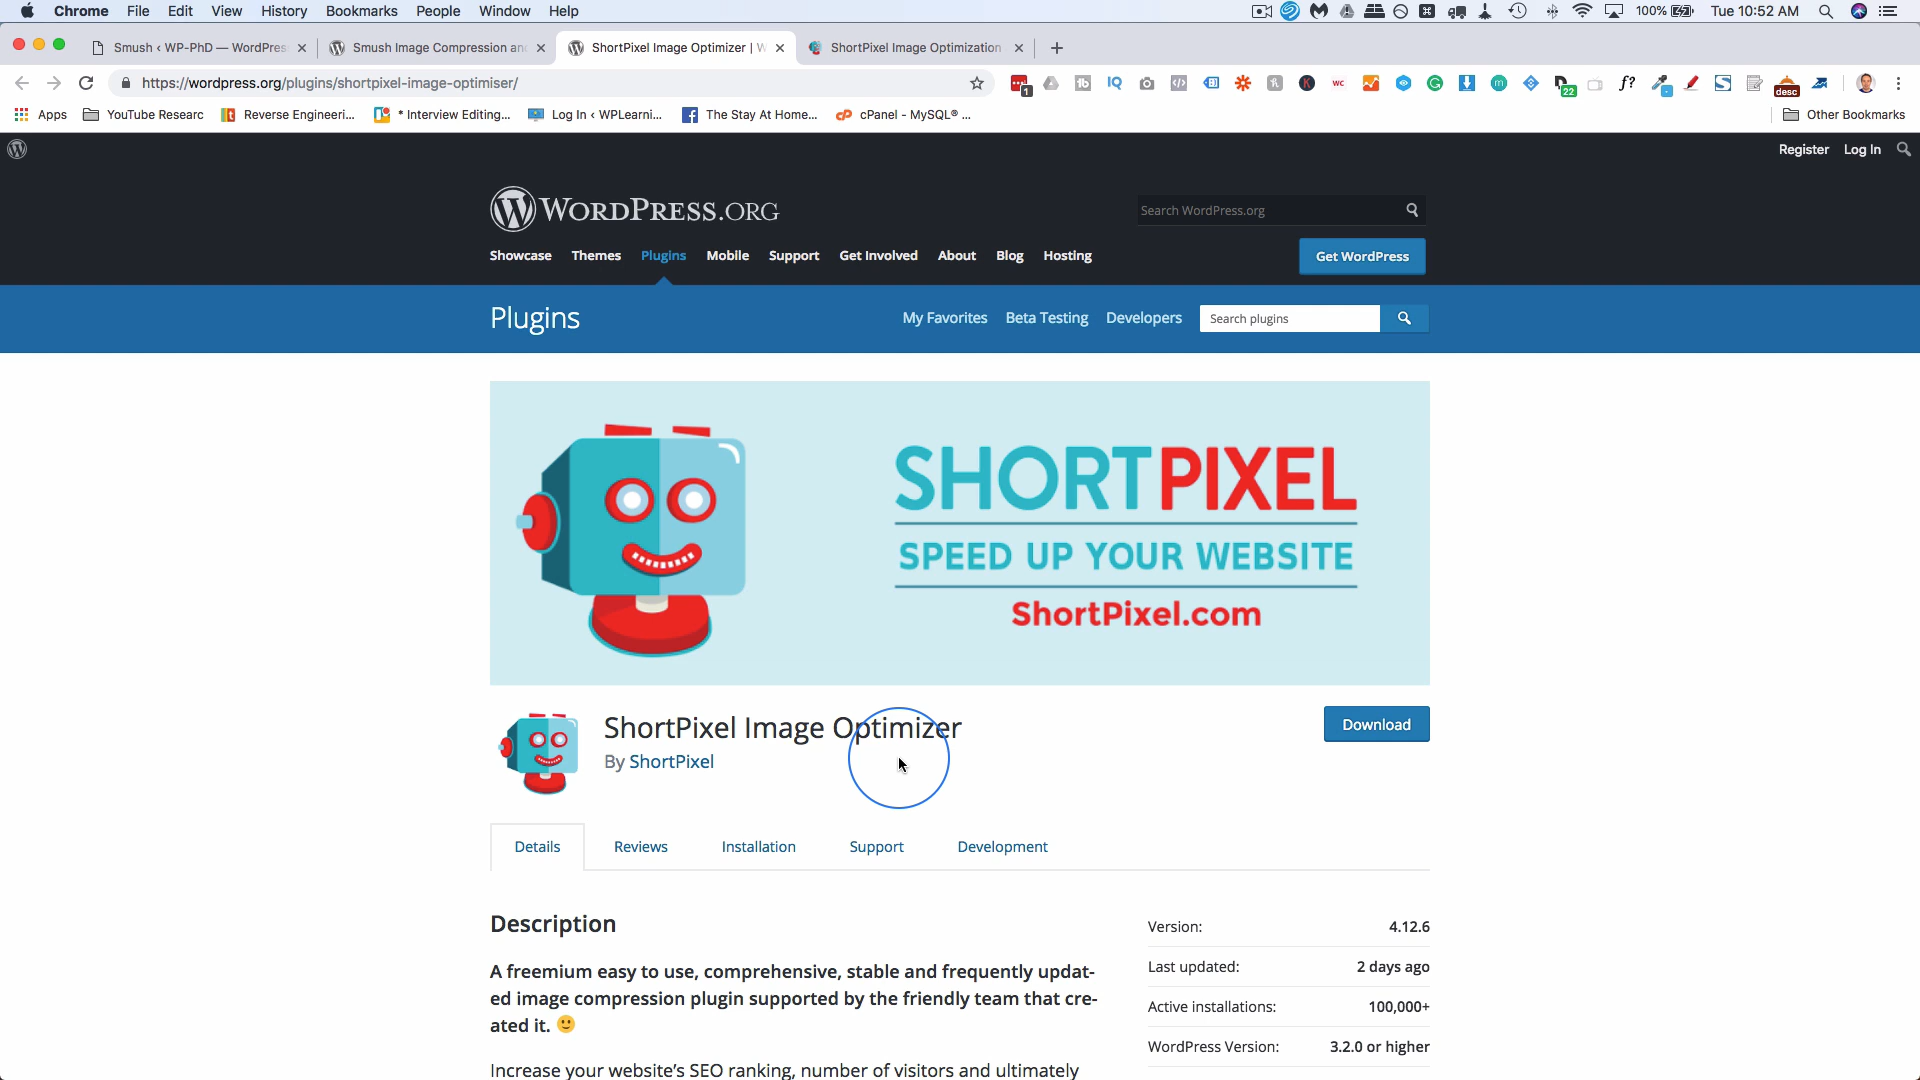 Chrome File Edit View History Bookmarks People Window Help 100% Tue 10:52 AM
Smush ‹ WP-PhD — WordPres
Smush Image Compression an
ShortPixel Image Optimizer | W
ShortPixel Image Optimization
https://wordpress.org/plugins/shortpixel-image-optimiser/
Apps YouTube Researc Reverse Engineeri... * Interview Editing... Log In ‹ WPLearni... The Stay At Home... cPanel - MySQL® ... Other Bookmarks
Register Log In
WORDPRESS.ORG
Search WordPress.org
Showcase Themes Plugins Mobile Support Get Involved About Blog Hosting
Get WordPress
Plugins
My Favorites Beta Testing Developers
Search plugins
SHORTPIXEL
SPEED UP YOUR WEBSITE
ShortPixel.com
ShortPixel Image Optimizer
By ShortPixel
Download
Details Reviews Installation Support Development
Description
A freemium easy to use, comprehensive, stable and frequently updat-
ed image compression plugin supported by the friendly team that cre-
ated it. 🙂
Increase your website's SEO ranking, number of visitors and ultimately
Version: 4.12.6
Last updated: 2 days ago
Active installations: 100,000+
WordPress Version: 3.2.0 or higher